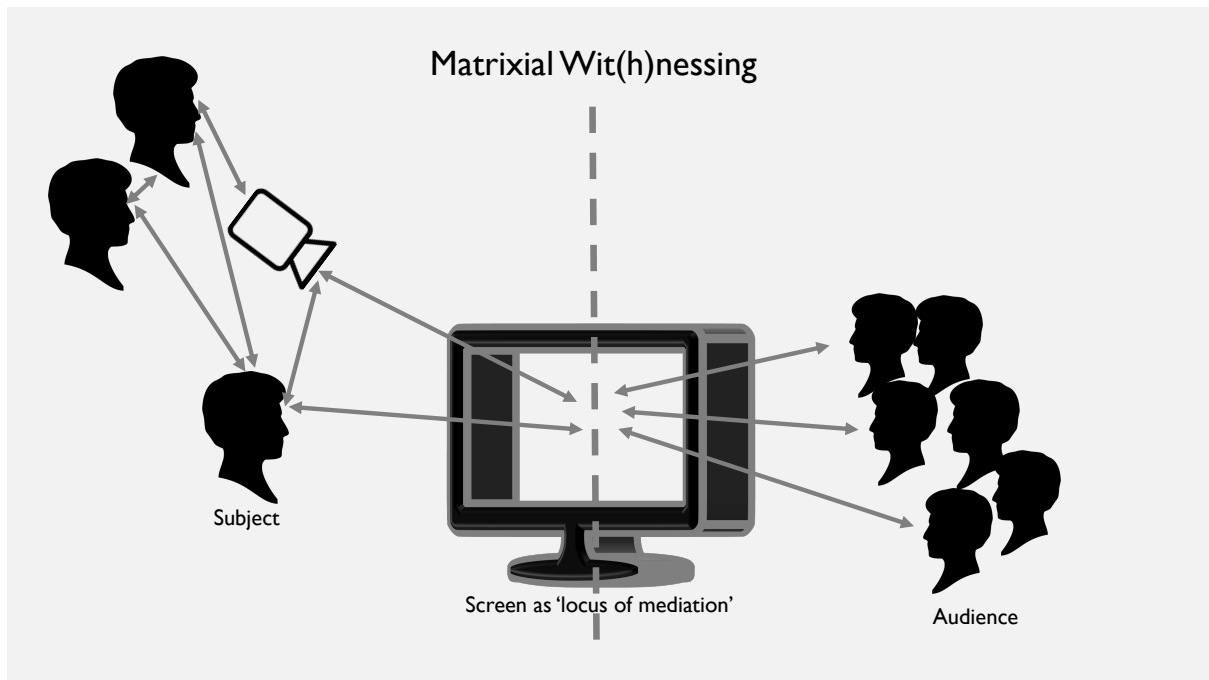 Matrixial Wit(h)nessing
Subject
Screen as ‘locus of mediation’
Audience